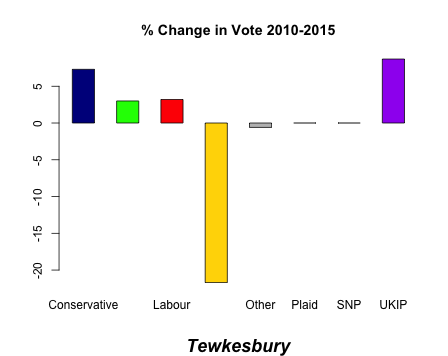 % Change in Vote 2010-2015
5
0
-5
-10
-15
-20
Conservative Labour Other Plaid SNP UKIP
Tewkesbury